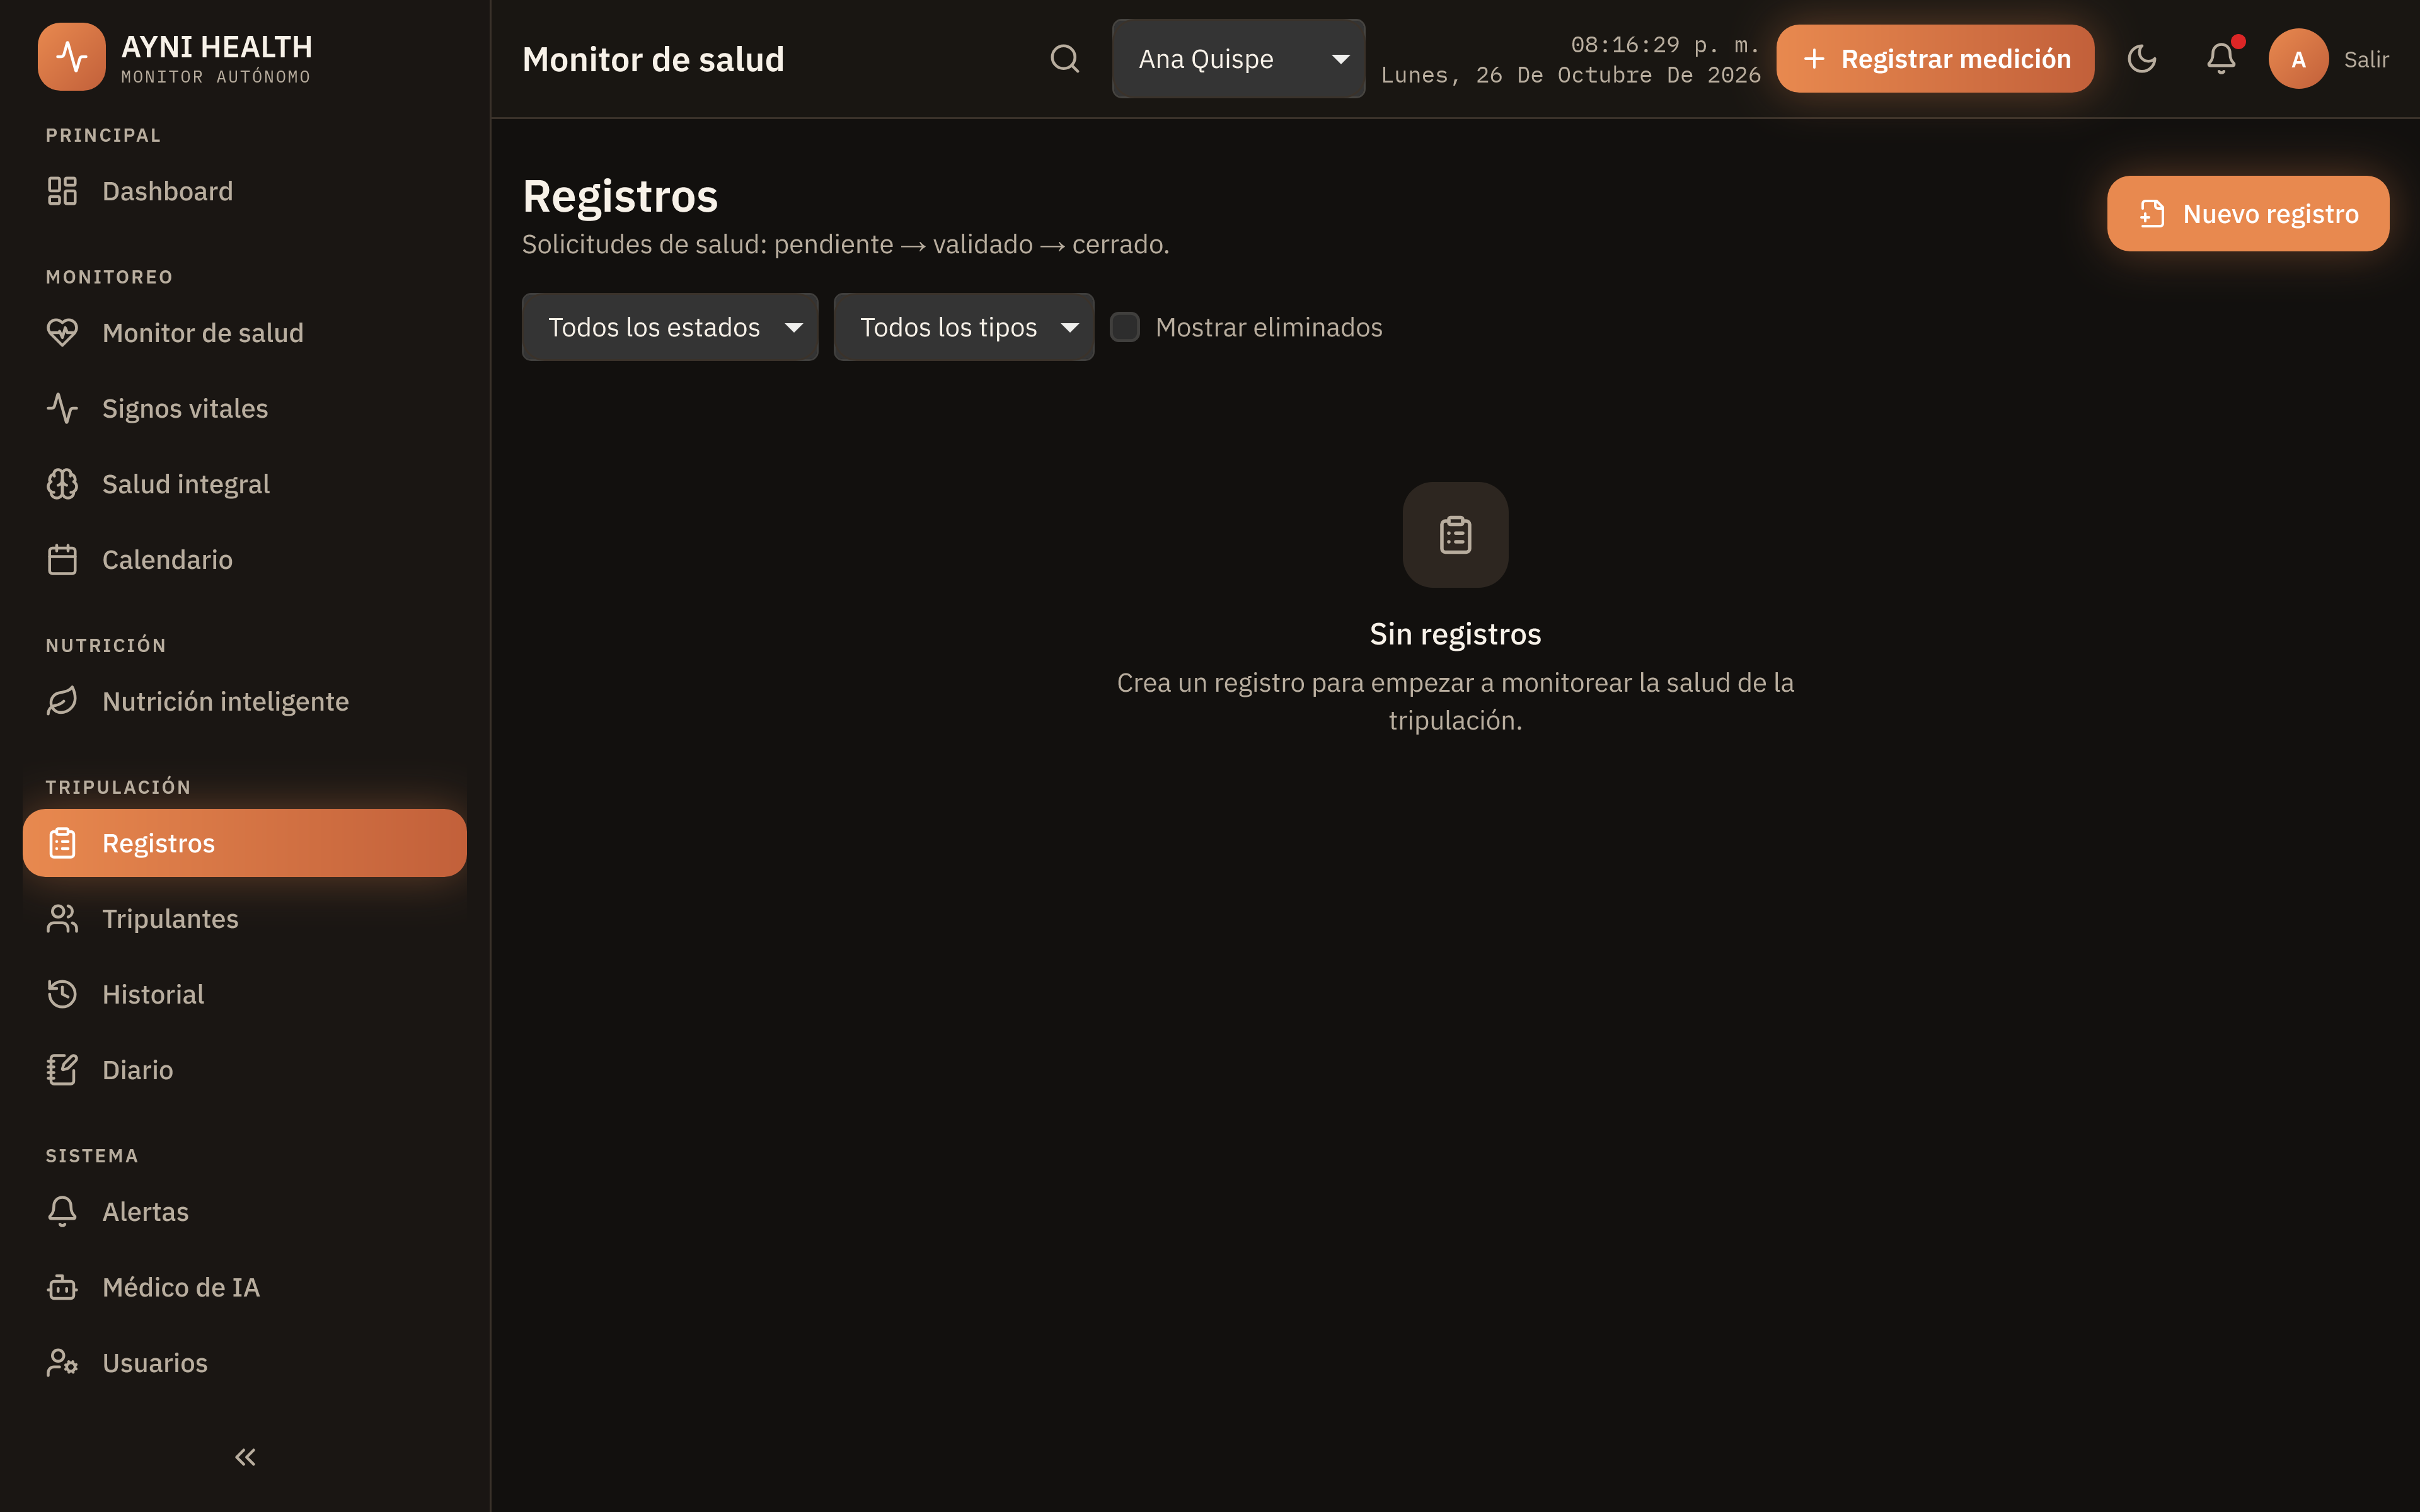 AYNI HEALTH
MONITOR AUTÓNOMO
PRINCIPAL
Dashboard
MONITOREO
Monitor de salud
Signos vitales
Salud integral
Calendario
NUTRICIÓN
Nutrición inteligente
TRIPULACIÓN
Registros
Tripulantes
Historial
Diario
SISTEMA
Alertas
Médico de IA
Usuarios
Monitor de salud
Ana Quispe
08:16:29 p. m.
Lunes, 26 De Octubre De 2026
Registrar medición
A
Salir
Registros
Solicitudes de salud: pendiente → validado → cerrado.
Nuevo registro
Todos los estados
Todos los tipos
Mostrar eliminados
Sin registros
Crea un registro para empezar a monitorear la salud de la
tripulación.